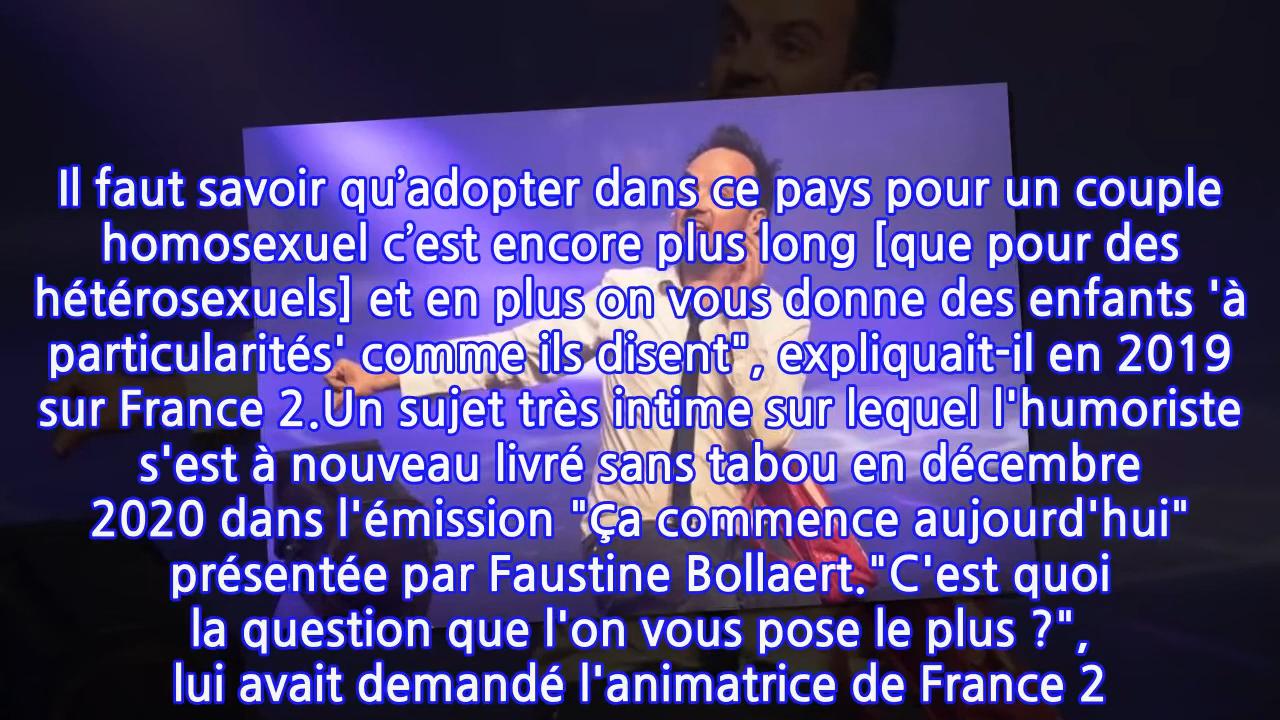 Il faut savoir qu’adopter dans ce pays pour un couple
homosexuel c’est encore plus long [que pour des
hétérosexuels] et en plus on vous donne des enfants 'à
particularités' comme ils disent", expliquait-il en 2019
sur France 2.Un sujet très intime sur lequel l'humoriste
s'est à nouveau livré sans tabou en décembre
2020 dans l'émission "Ça commence aujourd'hui"
présentée par Faustine Bollaert."C'est quoi
la question que l'on vous pose le plus ?",
lui avait demandé l'animatrice de France 2